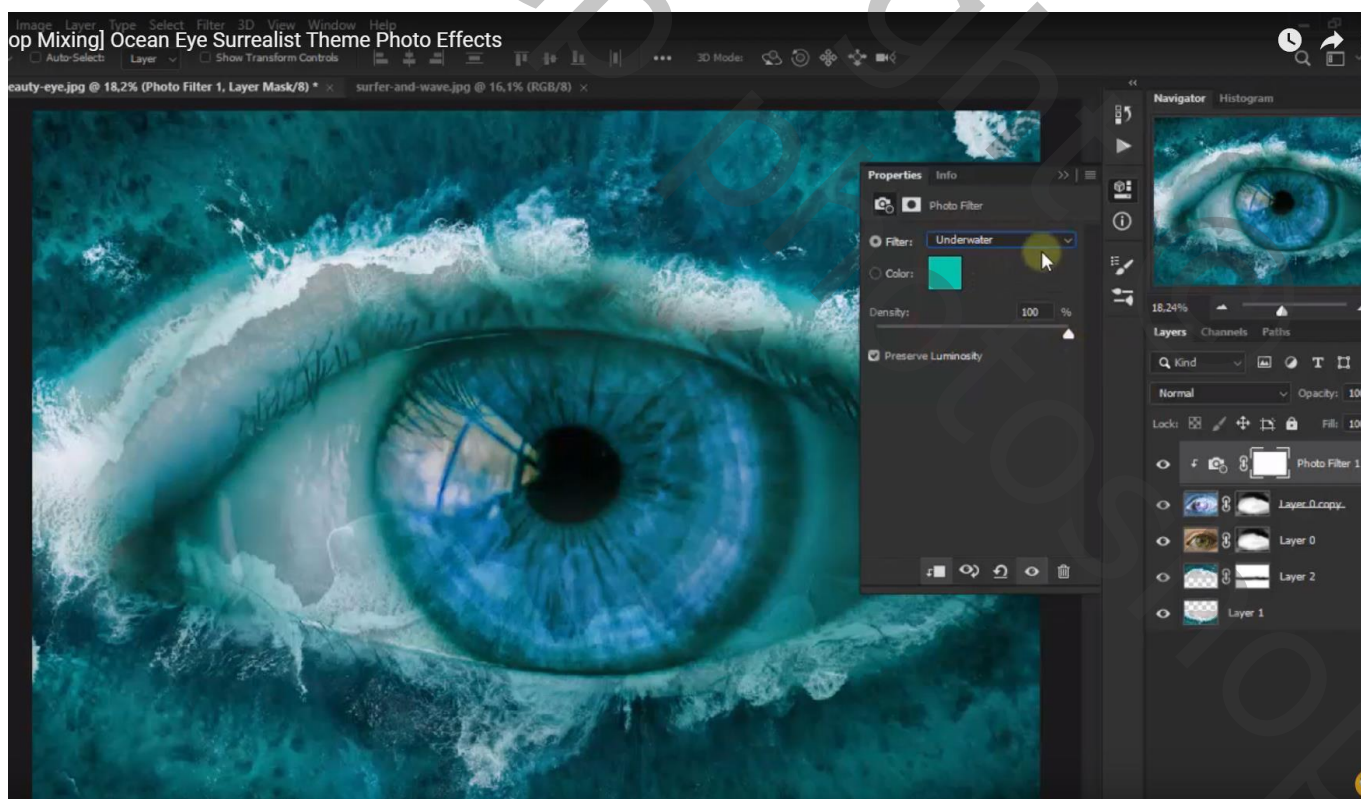 Image Layer Type Select Filter 3D View Window Help
op Mixing] Ocean Eye Surrealist Theme Photo Effects
Auto-Select: Layer Show Transform Controls 3D Mode:
eauty-eye.jpg @ 18,2% (Photo Filter 1, Layer Mask/8) * × surfer-and-wave.jpg @ 16,1% (RGB/8) ×
Navigator Histogram
Properties Info
Photo Filter
Filter: Underwater
Color:
Density: 100 %
Preserve Luminosity
18,24%
Layers Channels Paths
Kind
Normal Opacity: 100
Lock: Fill: 100
Photo Filter 1
Layer 0 copy
Layer 0
Layer 2
Layer 1